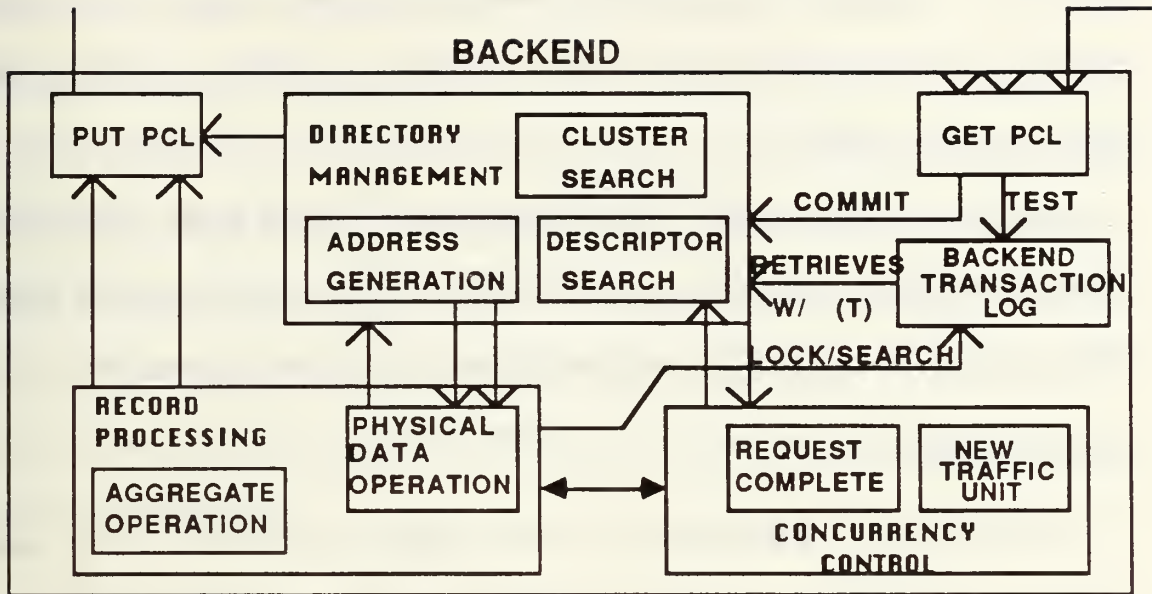 BACKEND
PUT PCL
DIRECTORY
MANAGEMENT
CLUSTER
SEARCH
GET PCL
COMMIT
TEST
ADDRESS
GENERATION
DESCRIPTOR
SEARCH
RETRIEVES
W/ (T)
BACKEND
TRANSACTION
LOG
LOCK/SEARCH
RECORD
PROCESSING
PHYSICAL
DATA
OPERATION
AGGREGATE
OPERATION
REQUEST
COMPLETE
NEW
TRAFFIC
UNIT
CONCURRENCY
CONTROL